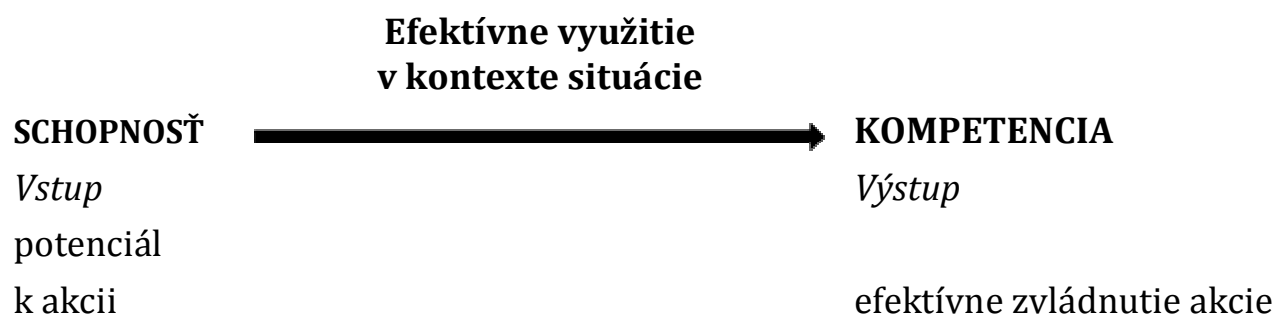 Efektívne využitie
v kontexte situácie
SCHOPNOSŤ
KOMPETENCIA
Vstup
Výstup
potenciál
k akcii
efektívne zvládnutie akcie